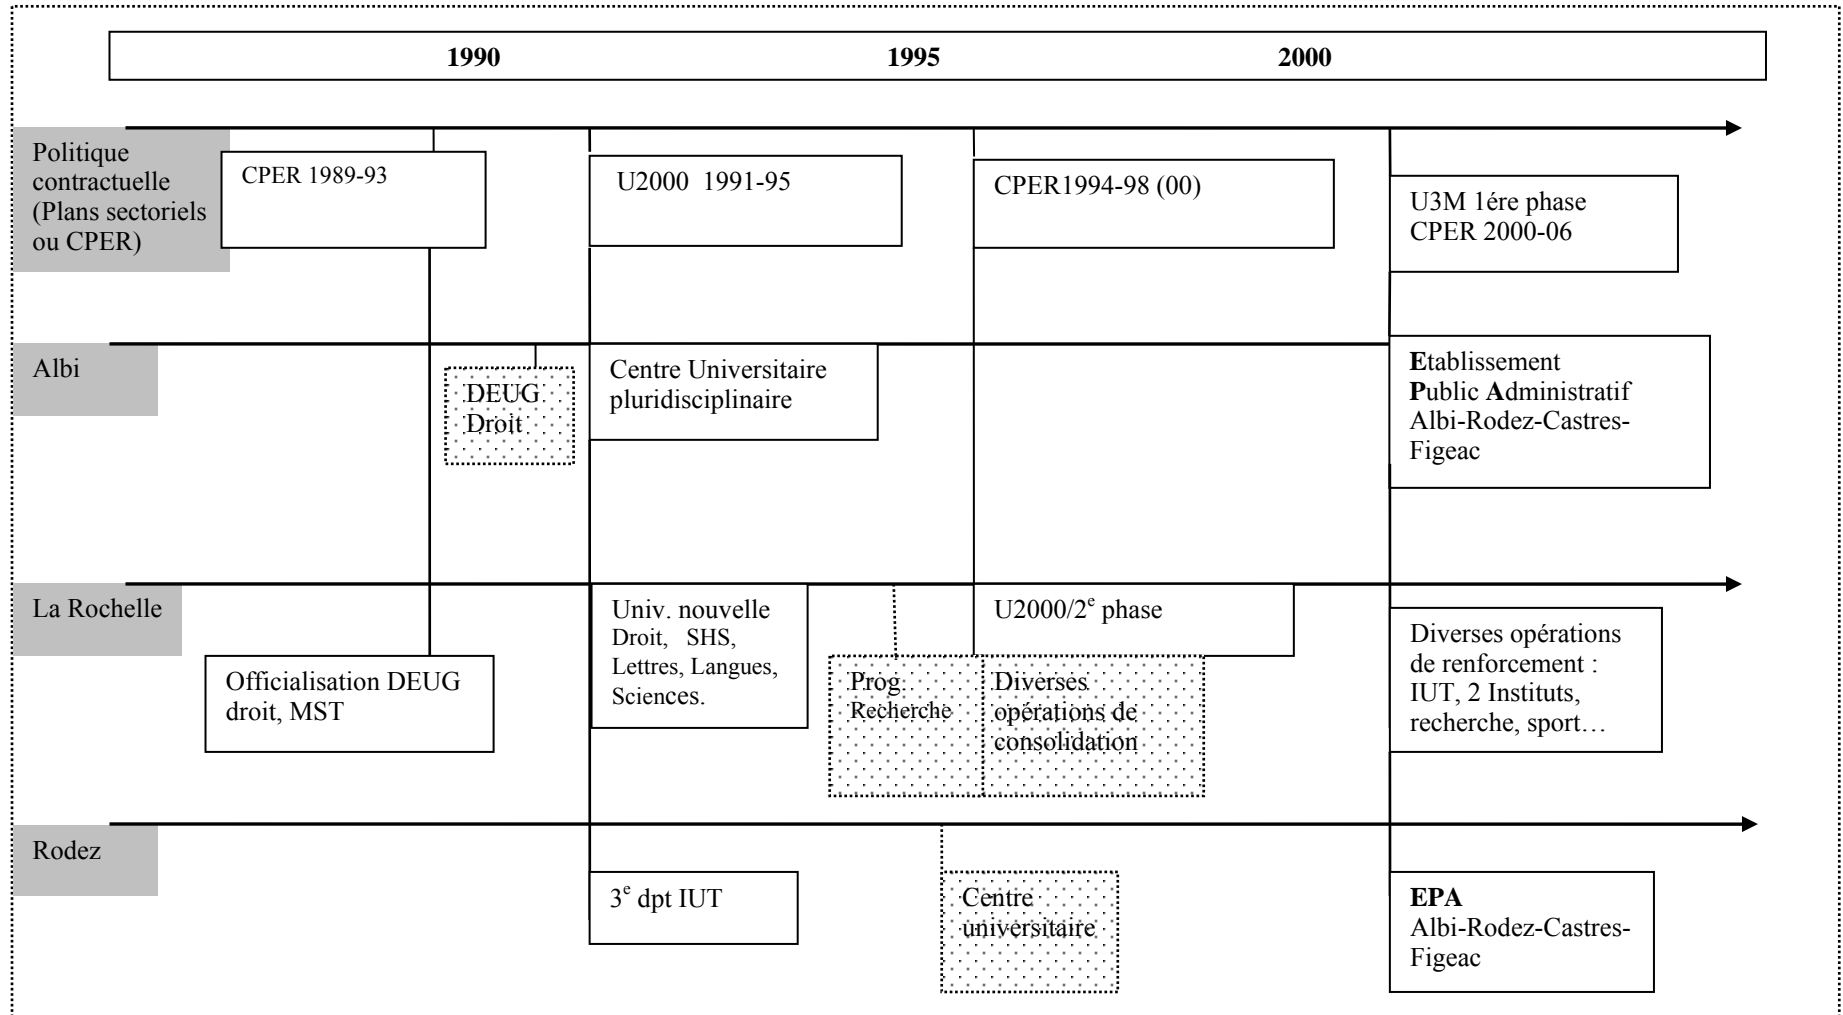 1990 1995 2000
Politique
contractuelle
(Plans sectoriels
ou CPER)
CPER 1989-93
U2000 1991-95
CPER1994-98 (00)
U3M 1ére phase
CPER 2000-06
Albi
DEUG
Droit
Centre Universitaire
pluridisciplinaire
Etablissement
Public Administratif
Albi-Rodez-Castres-
Figeac
La Rochelle
Officialisation DEUG
droit, MST
Univ. nouvelle
Droit, SHS,
Lettres, Langues,
Sciences.
Prog.
Recherche
U2000/2e phase
Diverses
opérations de
consolidation
Diverses opérations
de renforcement :
IUT, 2 Instituts,
recherche, sport…
Rodez
3e dpt IUT
Centre
universitaire
EPA
Albi-Rodez-Castres-
Figeac